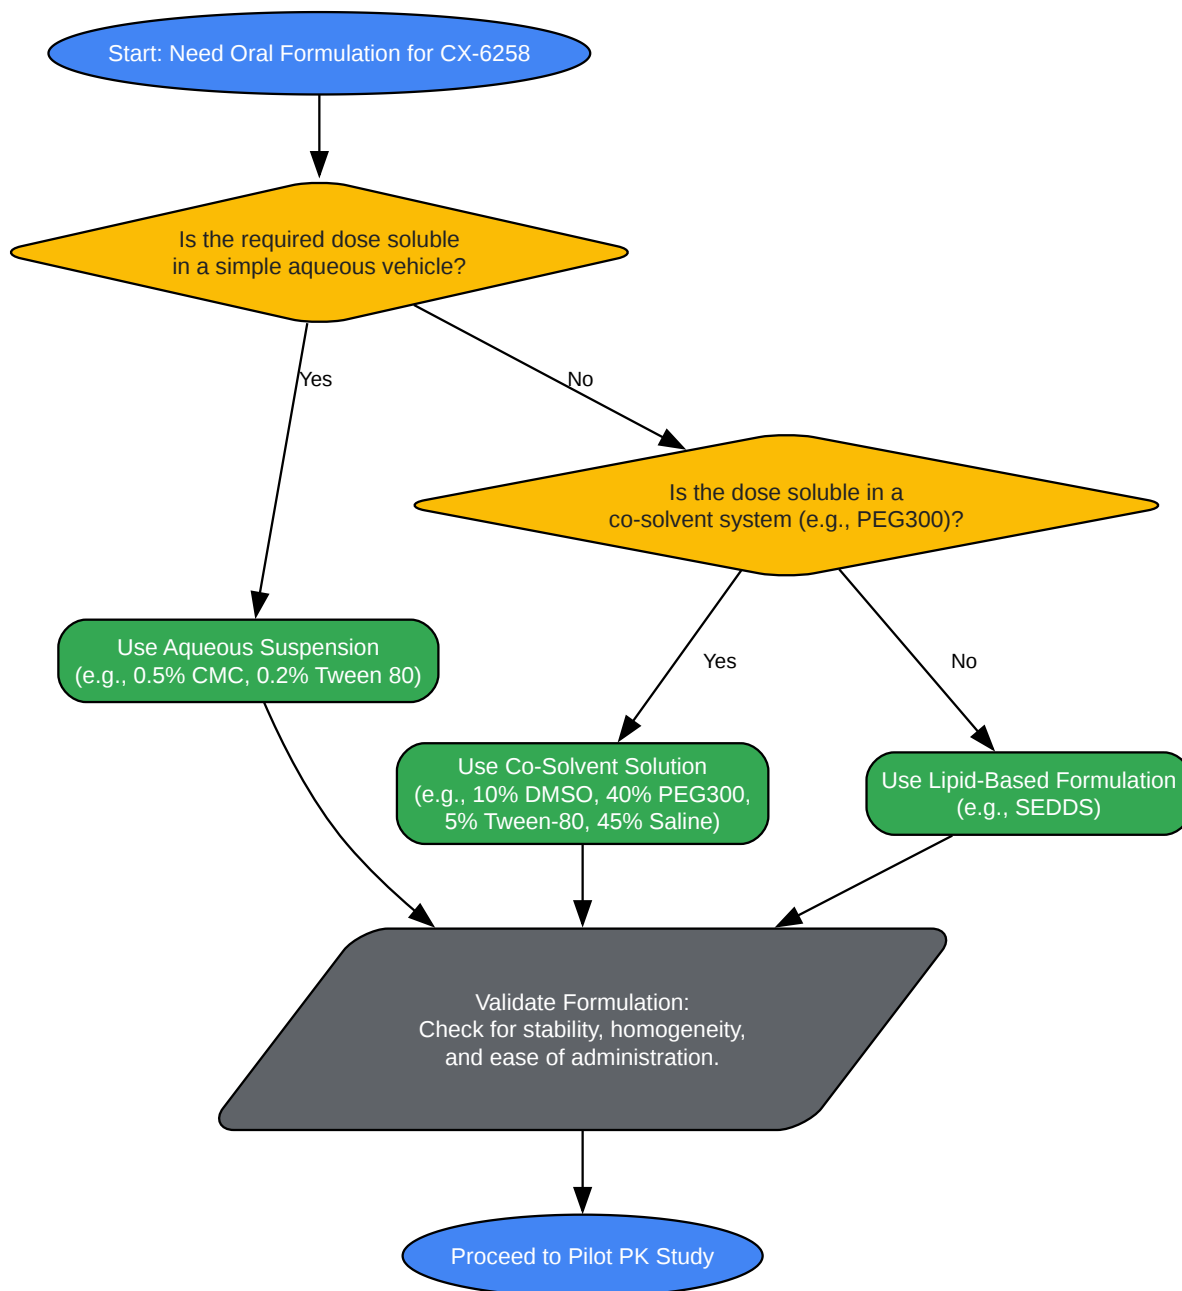 Start: Need Oral Formulation for CX-6258
Is the required dose soluble
in a simple aqueous vehicle?
Yes
No
Is the dose soluble in a
co-solvent system (e.g., PEG300)?
Use Aqueous Suspension
(e.g., 0.5% CMC, 0.2% Tween 80)
Yes
No
Use Co-Solvent Solution
(e.g., 10% DMSO, 40% PEG300,
5% Tween-80, 45% Saline)
Use Lipid-Based Formulation
(e.g., SEDDS)
Validate Formulation:
Check for stability, homogeneity,
and ease of administration.
Proceed to Pilot PK Study